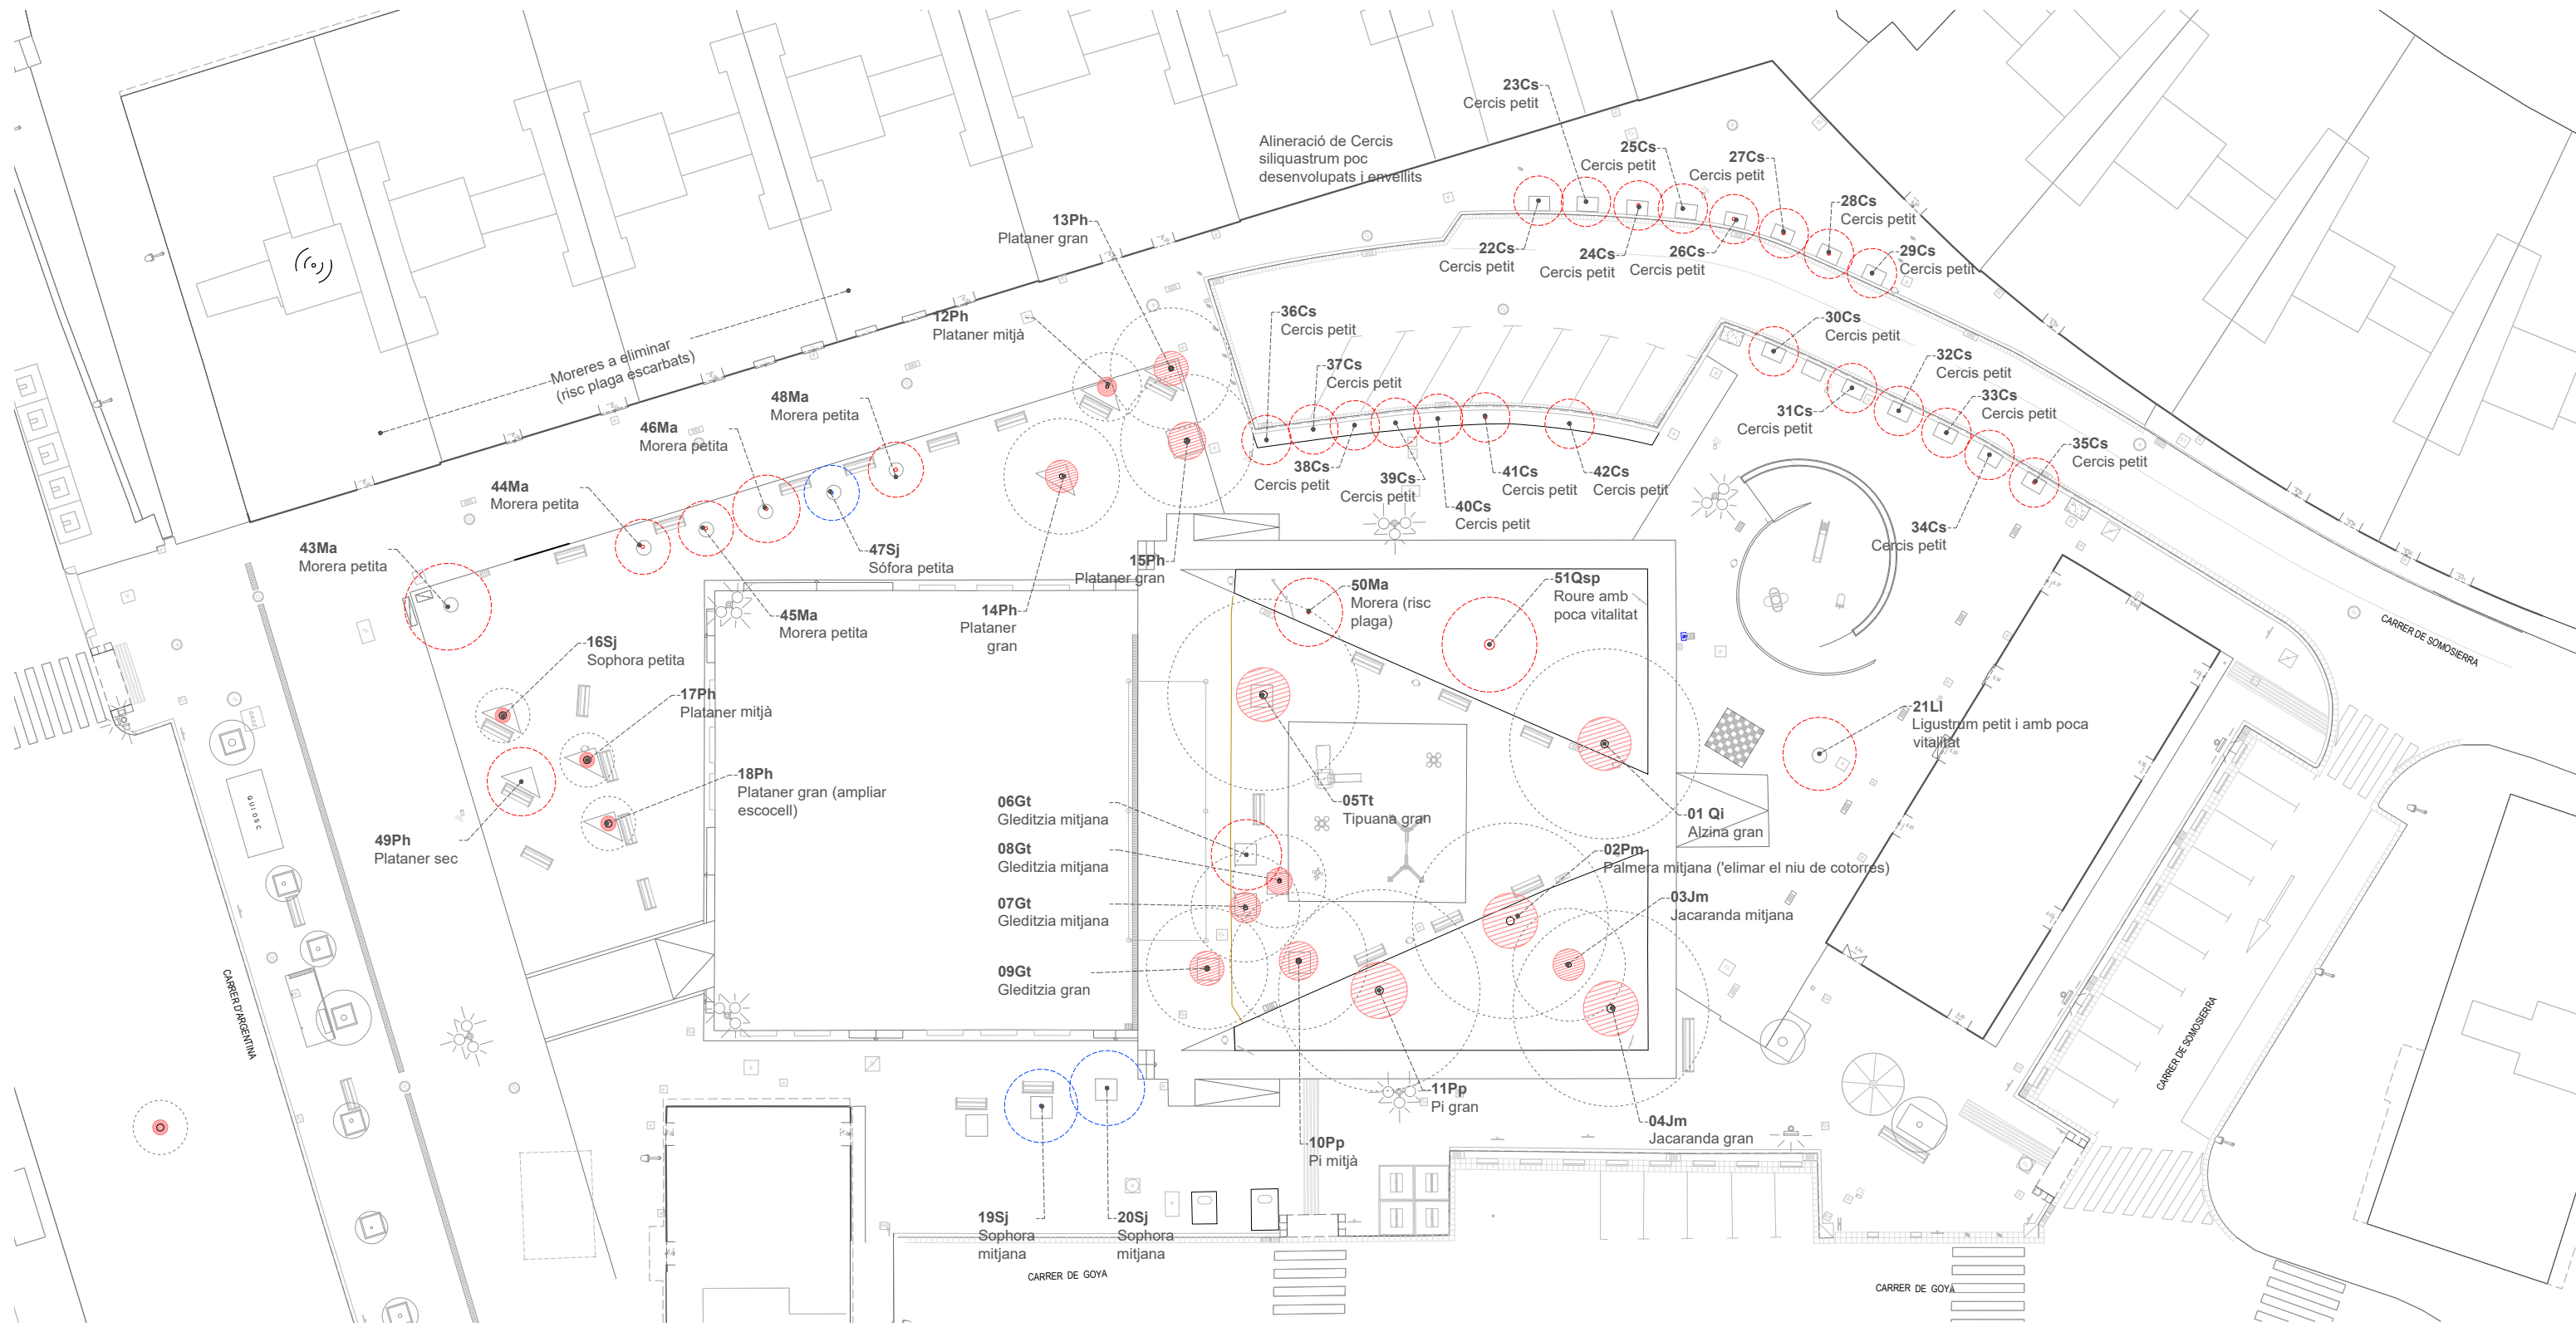 23Cs
Cercis petit
Alineració de Cercis
siliquastrum poc
desenvolupats i envellits
25Cs
Cercis petit
27Cs
Cercis petit
28Cs
Cercis petit
13Ph
Plataner gran
22Cs
Cercis petit
24Cs
Cercis petit
26Cs
Cercis petit
29Cs
Cercis petit
12Ph
Plataner mitjà
36Cs
Cercis petit
30Cs
Cercis petit
Moreres a eliminar
(risc plaga escarbats)
37Cs
Cercis petit
32Cs
Cercis petit
48Ma
Morera petita
46Ma
Morera petita
31Cs
Cercis petit
33Cs
Cercis petit
35Cs
Cercis petit
38Cs
Cercis petit
39Cs
Cercis petit
40Cs
Cercis petit
41Cs
Cercis petit
42Cs
Cercis petit
44Ma
Morera petita
34Cs
Cercis petit
43Ma
Morera petita
47Sj
Sófora petita
15Ph
Plataner gran
50Ma
Morera (risc
plaga)
51Qsp
Roure amb
poca vitalitat
14Ph
Plataner
gran
45Ma
Morera petita
CARRER DE SOMOSIERRA
16Sj
Sophora petita
17Ph
Plataner mitjà
21Ll
Ligustrum petit i amb poca
vitalitat
18Ph
Plataner gran (ampliar
escocell)
QUIOSC
06Gt
Gleditzia mitjana
05Tt
Tipuana gran
01 Qi
Alzina gran
49Ph
Plataner sec
08Gt
Gleditzia mitjana
02Pm
Palmera mitjana ('elimar el niu de cotorres)
07Gt
Gleditzia mitjana
03Jm
Jacaranda mitjana
09Gt
Gleditzia gran
CARRER D'ARGENTINA
CARRER DE SOMOSIERRA
11Pp
Pi gran
04Jm
Jacaranda gran
10Pp
Pi mitjà
19Sj
Sophora
mitjana
20Sj
Sophora
mitjana
CARRER DE GOYA
CARRER DE GOYA